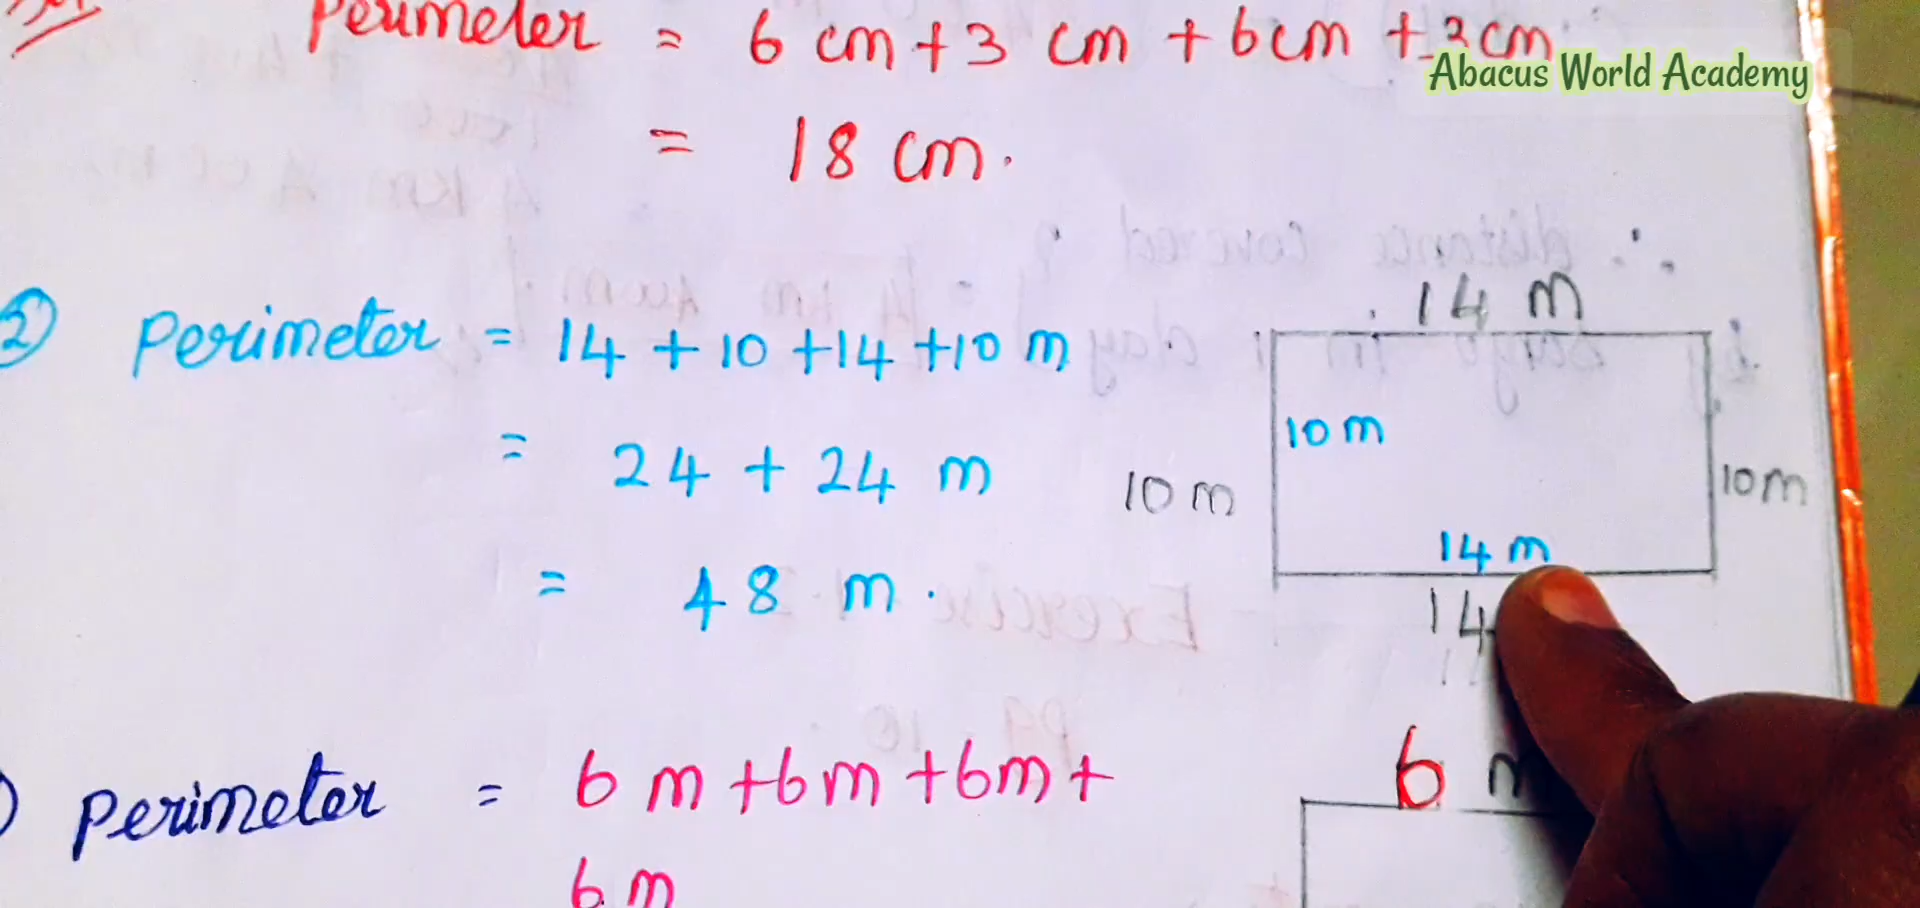 Perimeter = 6 cm + 3 cm + 6 cm + 3 cm
Abacus World Academy
= 18 cm.
2) Perimeter = 14 + 10 + 14 + 10 m
= 24 + 24 m
= 48 m.
14 m
10 m
10 m
10 m
14 m
14
Perimeter = 6 m + 6 m + 6 m +
6 m
6 m